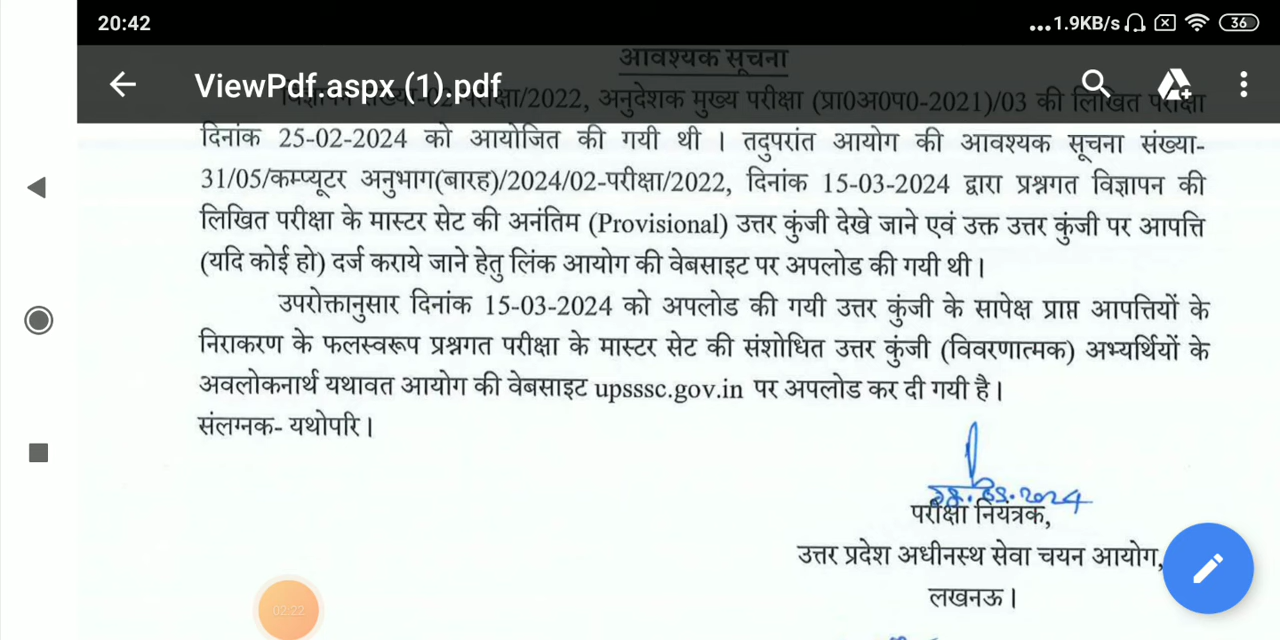 20:42
...1.9KB/s 36
ViewPdf.aspx (1).pdf
आवश्यक सूचना
02-परीक्षा/2022, अनुदेशक मुख्य परीक्षा (प्रा0अ0प0-2021)/03 की लिखित परीक्षा
दिनांक 25-02-2024 को आयोजित की गयी थी । तदुपरांत आयोग की आवश्यक सूचना संख्या-
31/05/कम्प्यूटर अनुभाग(बारह)/2024/02-परीक्षा/2022, दिनांक 15-03-2024 द्वारा प्रश्नगत विज्ञापन की
लिखित परीक्षा के मास्टर सेट की अनंतिम (Provisional) उत्तर कुंजी देखे जाने एवं उक्त उत्तर कुंजी पर आपत्ति
(यदि कोई हो) दर्ज कराये जाने हेतु लिंक आयोग की वेबसाइट पर अपलोड की गयी थी।
उपरोक्तानुसार दिनांक 15-03-2024 को अपलोड की गयी उत्तर कुंजी के सापेक्ष प्राप्त आपत्तियों के
निराकरण के फलस्वरूप प्रश्नगत परीक्षा के मास्टर सेट की संशोधित उत्तर कुंजी (विवरणात्मक) अभ्यर्थियों के
अवलोकनार्थ यथावत आयोग की वेबसाइट upsssc.gov.in पर अपलोड कर दी गयी है।
संलग्नक- यथोपरि।
परीक्षा नियंत्रक,
उत्तर प्रदेश अधीनस्थ सेवा चयन आयोग,
लखनऊ।
02:22